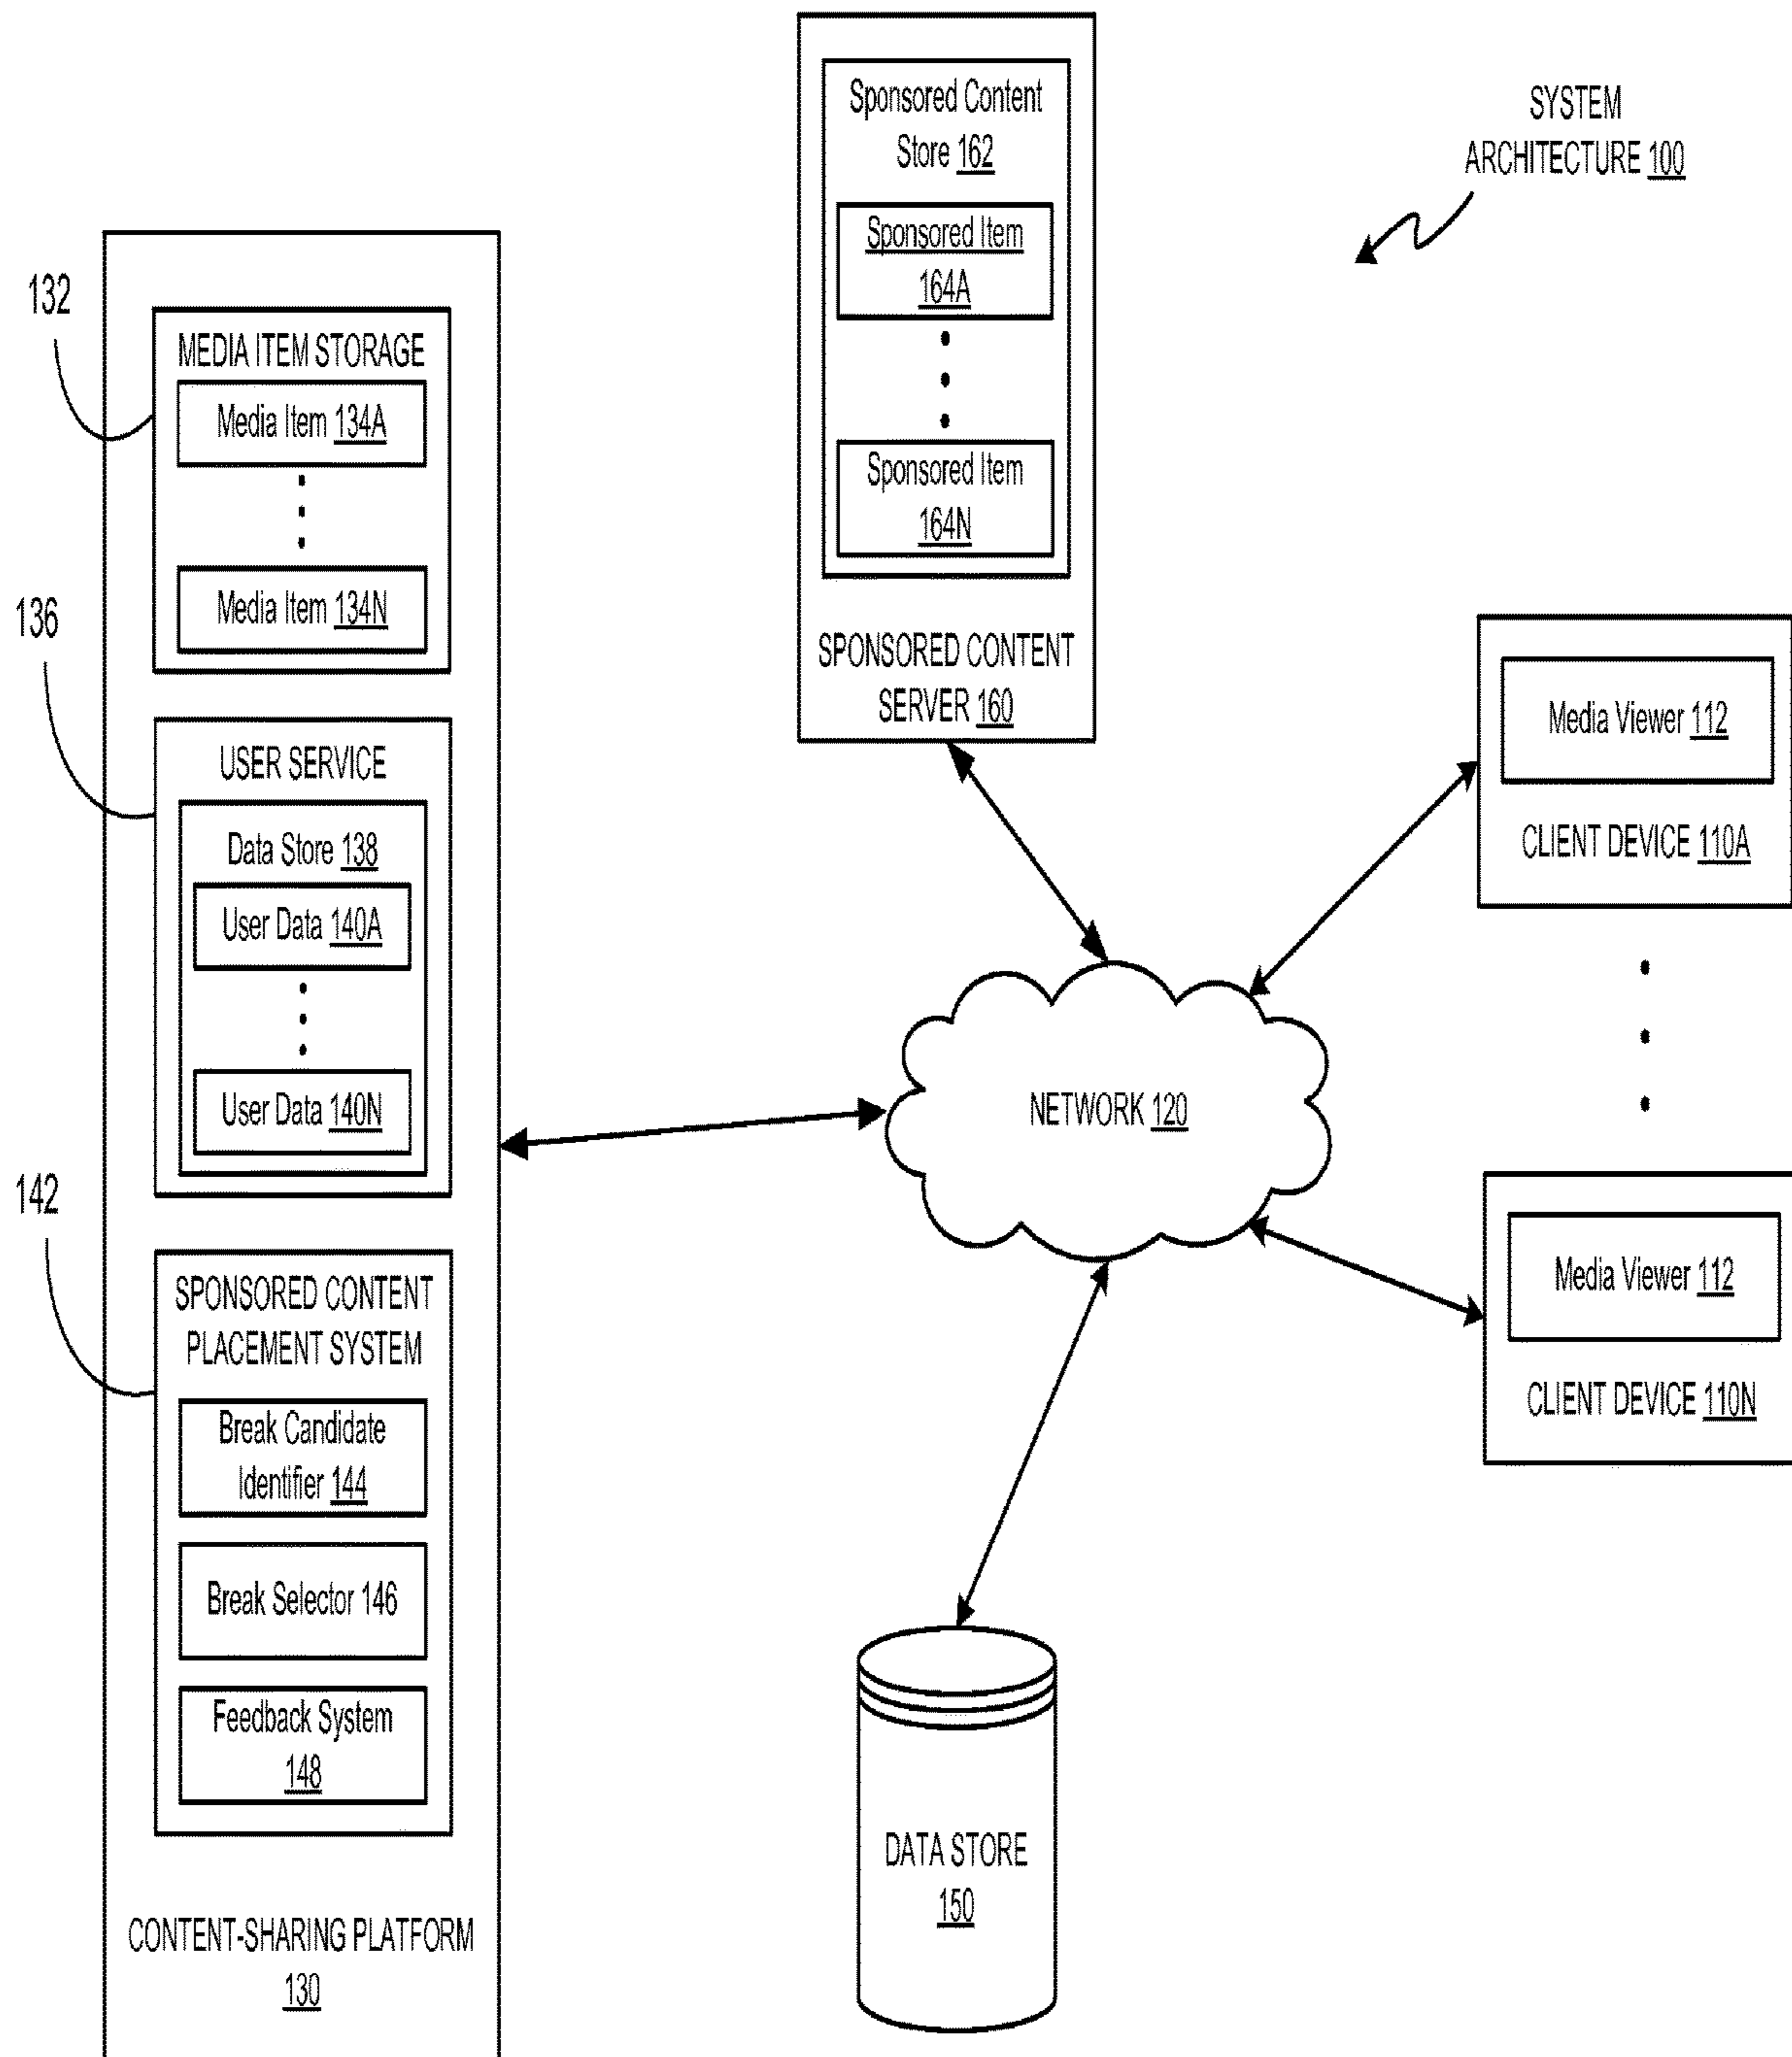 SYSTEM
ARCHITECTURE 100
Sponsored Content
Store 162
Sponsored Item
164A
Sponsored Item
164N
SPONSORED CONTENT
SERVER 160
132
MEDIA ITEM STORAGE
Media Item 134A
Media Item 134N
136
USER SERVICE
Data Store 138
User Data 140A
User Data 140N
142
SPONSORED CONTENT
PLACEMENT SYSTEM
Break Candidate
Identifier 144
Break Selector 146
Feedback System
148
CONTENT-SHARING PLATFORM
130
NETWORK 120
Media Viewer 112
CLIENT DEVICE 110A
Media Viewer 112
CLIENT DEVICE 110N
DATA STORE
150